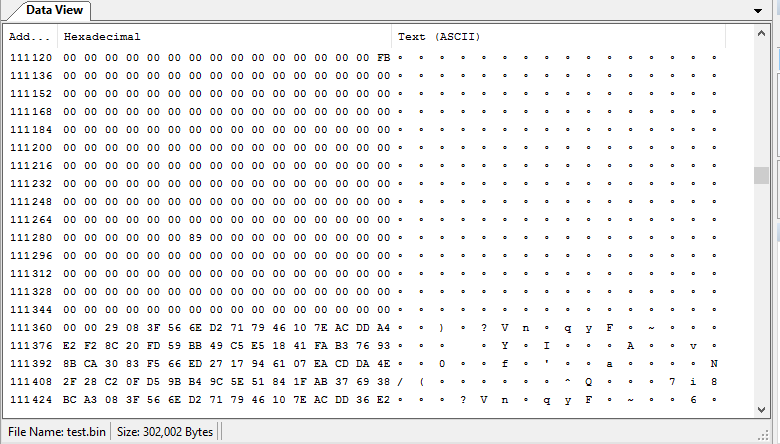 Data View
Add... Hexadecimal Text (ASCII)
111120 00 00 00 00 00 00 00 00 00 00 00 00 00 00 00 FB ∘ ∘ ∘ ∘ ∘ ∘ ∘ ∘ ∘ ∘ ∘ ∘ ∘ ∘ ∘ ∘
111136 00 00 00 00 00 00 00 00 00 00 00 00 00 00 00 00 ∘ ∘ ∘ ∘ ∘ ∘ ∘ ∘ ∘ ∘ ∘ ∘ ∘ ∘ ∘ ∘
111152 00 00 00 00 00 00 00 00 00 00 00 00 00 00 00 00 ∘ ∘ ∘ ∘ ∘ ∘ ∘ ∘ ∘ ∘ ∘ ∘ ∘ ∘ ∘ ∘
111168 00 00 00 00 00 00 00 00 00 00 00 00 00 00 00 00 ∘ ∘ ∘ ∘ ∘ ∘ ∘ ∘ ∘ ∘ ∘ ∘ ∘ ∘ ∘ ∘
111184 00 00 00 00 00 00 00 00 00 00 00 00 00 00 00 00 ∘ ∘ ∘ ∘ ∘ ∘ ∘ ∘ ∘ ∘ ∘ ∘ ∘ ∘ ∘ ∘
111200 00 00 00 00 00 00 00 00 00 00 00 00 00 00 00 00 ∘ ∘ ∘ ∘ ∘ ∘ ∘ ∘ ∘ ∘ ∘ ∘ ∘ ∘ ∘ ∘
111216 00 00 00 00 00 00 00 00 00 00 00 00 00 00 00 00 ∘ ∘ ∘ ∘ ∘ ∘ ∘ ∘ ∘ ∘ ∘ ∘ ∘ ∘ ∘ ∘
111232 00 00 00 00 00 00 00 00 00 00 00 00 00 00 00 00 ∘ ∘ ∘ ∘ ∘ ∘ ∘ ∘ ∘ ∘ ∘ ∘ ∘ ∘ ∘ ∘
111248 00 00 00 00 00 00 00 00 00 00 00 00 00 00 00 00 ∘ ∘ ∘ ∘ ∘ ∘ ∘ ∘ ∘ ∘ ∘ ∘ ∘ ∘ ∘ ∘
111264 00 00 00 00 00 00 00 00 00 00 00 00 00 00 00 00 ∘ ∘ ∘ ∘ ∘ ∘ ∘ ∘ ∘ ∘ ∘ ∘ ∘ ∘ ∘ ∘
111280 00 00 00 00 00 00 89 00 00 00 00 00 00 00 00 00 ∘ ∘ ∘ ∘ ∘ ∘ ∘ ∘ ∘ ∘ ∘ ∘ ∘ ∘ ∘ ∘
111296 00 00 00 00 00 00 00 00 00 00 00 00 00 00 00 00 ∘ ∘ ∘ ∘ ∘ ∘ ∘ ∘ ∘ ∘ ∘ ∘ ∘ ∘ ∘ ∘
111312 00 00 00 00 00 00 00 00 00 00 00 00 00 00 00 00 ∘ ∘ ∘ ∘ ∘ ∘ ∘ ∘ ∘ ∘ ∘ ∘ ∘ ∘ ∘ ∘
111328 00 00 00 00 00 00 00 00 00 00 00 00 00 00 00 00 ∘ ∘ ∘ ∘ ∘ ∘ ∘ ∘ ∘ ∘ ∘ ∘ ∘ ∘ ∘ ∘
111344 00 00 00 00 00 00 00 00 00 00 00 00 00 00 00 00 ∘ ∘ ∘ ∘ ∘ ∘ ∘ ∘ ∘ ∘ ∘ ∘ ∘ ∘ ∘ ∘
111360 00 00 29 08 3F 56 6E D2 71 79 46 10 7E AC DD A4 ∘ ∘ ) ∘ ? V n ∘ q y F ∘ ~ ∘ ∘ ∘
111376 E2 F2 8C 20 FD 59 BB 49 C5 E5 18 41 FA B3 76 93 ∘ ∘ ∘ ∘ Y ∘ I ∘ ∘ ∘ A ∘ ∘ v ∘
111392 8B CA 30 83 F5 66 ED 27 17 94 61 07 EA CD DA 4E ∘ ∘ 0 ∘ ∘ f ∘ ' ∘ ∘ a ∘ ∘ ∘ ∘ N
111408 2F 28 C2 0F D5 9B B4 9C 5E 51 84 1F AB 37 69 38 / ( ∘ ∘ ∘ ∘ ∘ ∘ ^ Q ∘ ∘ ∘ 7 i 8
111424 BC A3 08 3F 56 6E D2 71 79 46 10 7E AC DD 36 E2 ∘ ∘ ∘ ? V n ∘ q y F ∘ ~ ∘ ∘ 6 ∘
File Name: test.bin Size: 302,002 Bytes